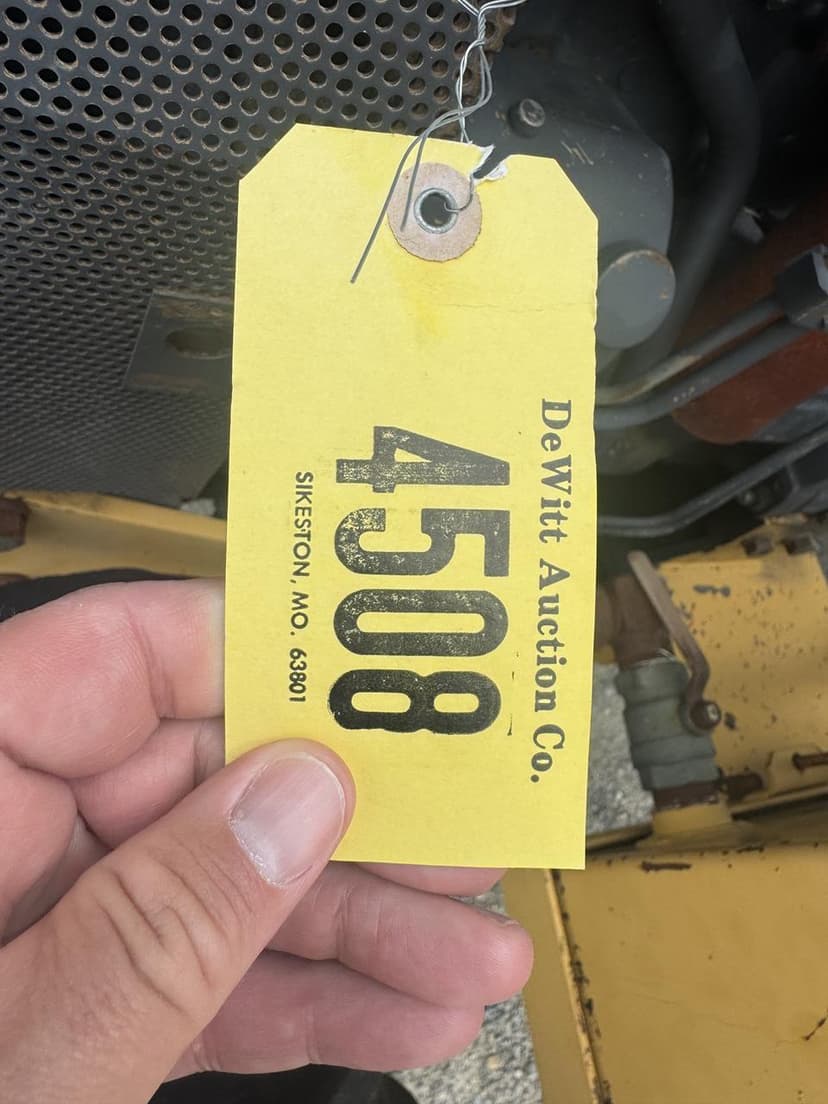 DeWitt Auction Co.
4508
SIKESTON, MO. 63801